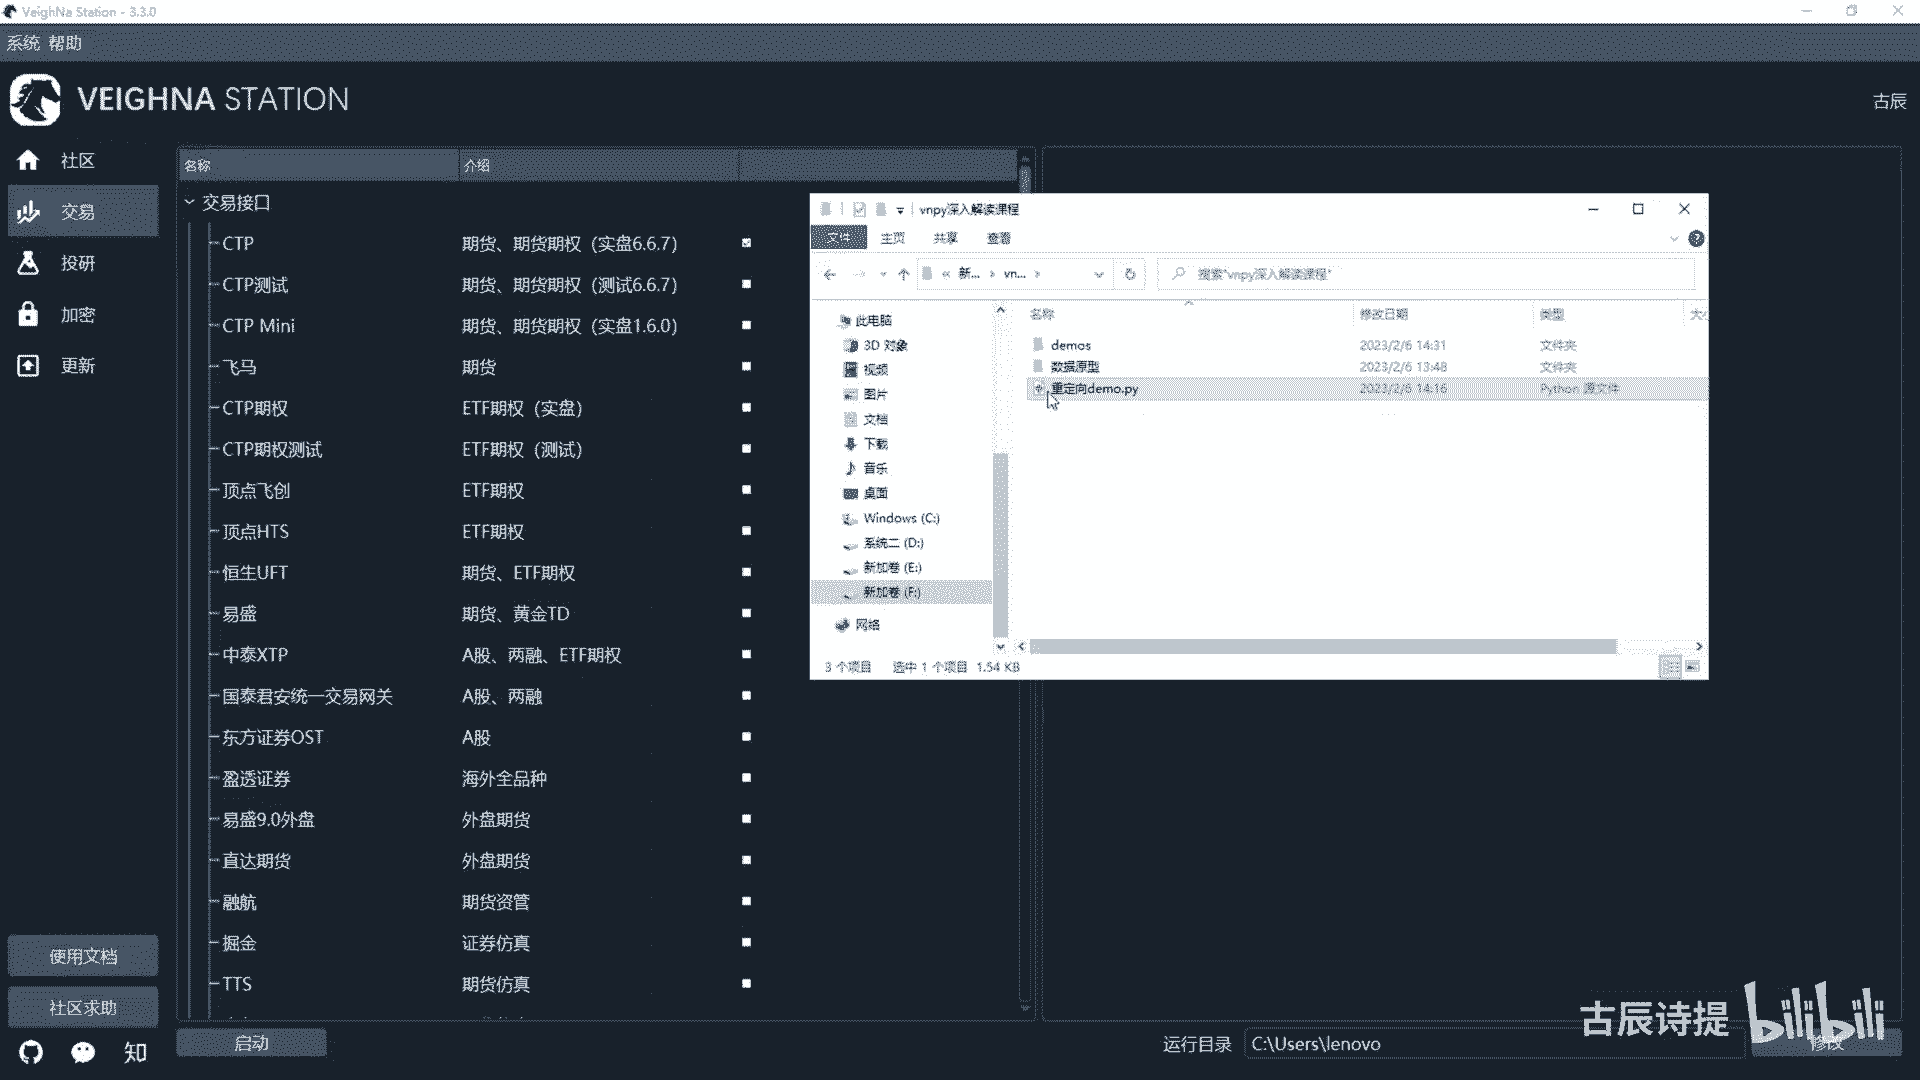 VeighNa Station - 3.3.0
系统 帮助
VEIGHNA STATION
古辰
社区
交易
投研
加密
更新
使用文档
社区求助
知
名称 介绍
交易接口
CTP 期货、期货期权（实盘6.6.7）
CTP测试 期货、期货期权（测试6.6.7）
CTP Mini 期货、期货期权（实盘1.6.0）
飞马 期货
CTP期权 ETF期权（实盘）
CTP期权测试 ETF期权（测试）
顶点飞创 ETF期权
顶点HTS ETF期权
恒生UFT 期货、ETF期权
易盛 期货、黄金TD
中泰XTP A股、两融、ETF期权
国泰君安统一交易网关 A股、两融
东方证券OST A股
盈透证券 海外全品种
易盛9.0外盘 外盘期货
直达期货 外盘期货
融航 期货资管
掘金 证券仿真
TTS 期货仿真
启动
运行目录 C:\Users\lenovo
修改
vnpy深入解读课程
文件 主页 共享 查看
« 新... › vn... ›
搜索"vnpy深入解读课程"
此电脑
3D 对象
视频
图片
文档
下载
音乐
桌面
Windows (C:)
系统二 (D:)
新加卷 (E:)
新加卷 (F:)
网络
名称 修改日期 类型
demos 2023/2/6 14:31 文件夹
数据原型 2023/2/6 13:48 文件夹
重定向demo.py 2023/2/6 14:16 Python 源文件
3 个项目 选中 1 个项目 1.54 KB
古辰诗提 bilibili